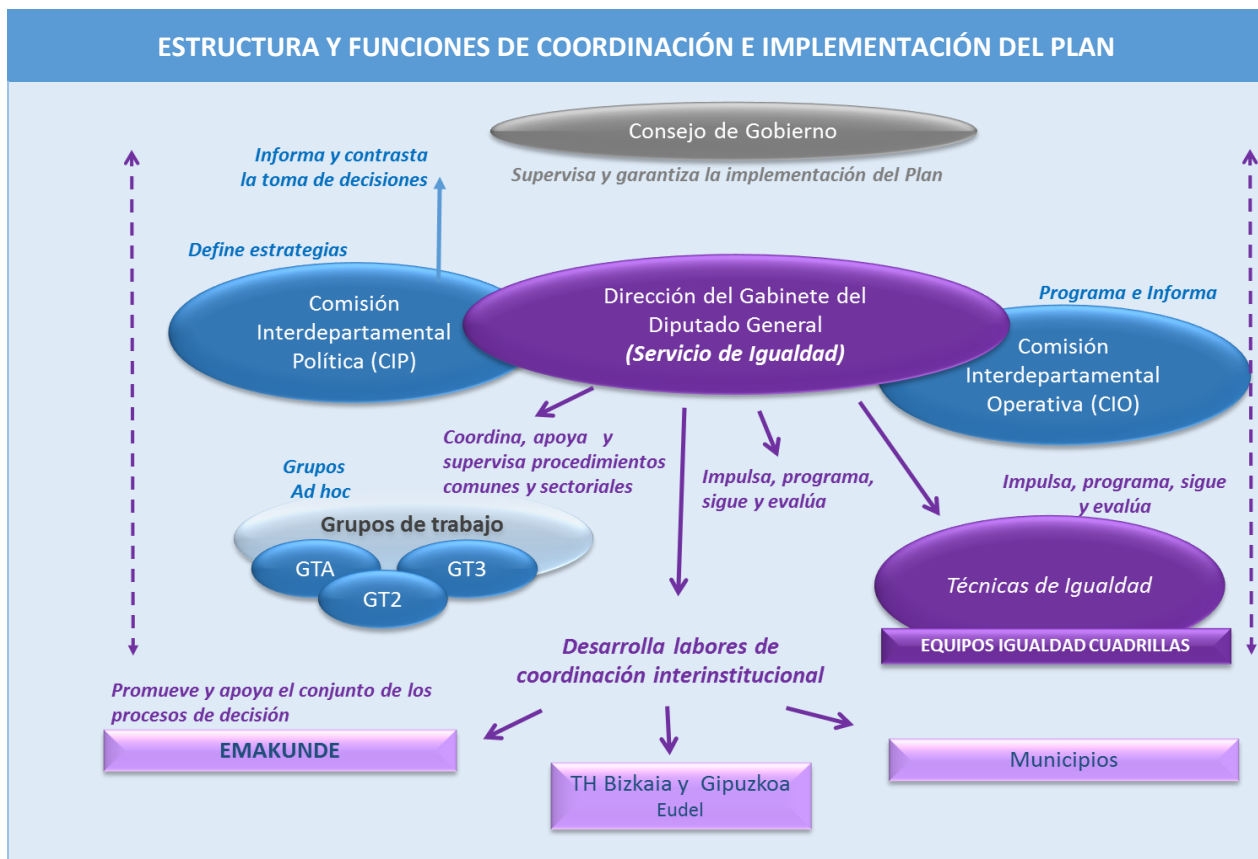 ESTRUCTURA Y FUNCIONES DE COORDINACIÓN E IMPLEMENTACIÓN DEL PLAN
Consejo de Gobierno
Supervisa y garantiza la implementación del Plan
Informa y contrasta
la toma de decisiones
Define estrategias
Comisión
Interdepartamental
Política (CIP)
Dirección del Gabinete del
Diputado General
(Servicio de Igualdad)
Programa e Informa
Comisión
Interdepartamental
Operativa (CIO)
Coordina, apoya y
supervisa procedimientos
comunes y sectoriales
Impulsa, programa,
sigue y evalúa
Impulsa, programa, sigue
y evalúa
Grupos
Ad hoc
Grupos de trabajo
GTA
GT3
GT2
Técnicas de Igualdad
EQUIPOS IGUALDAD CUADRILLAS
Desarrolla labores de
coordinación interinstitucional
Promueve y apoya el conjunto de los
procesos de decisión
EMAKUNDE
TH Bizkaia y Gipuzkoa
Eudel
Municipios